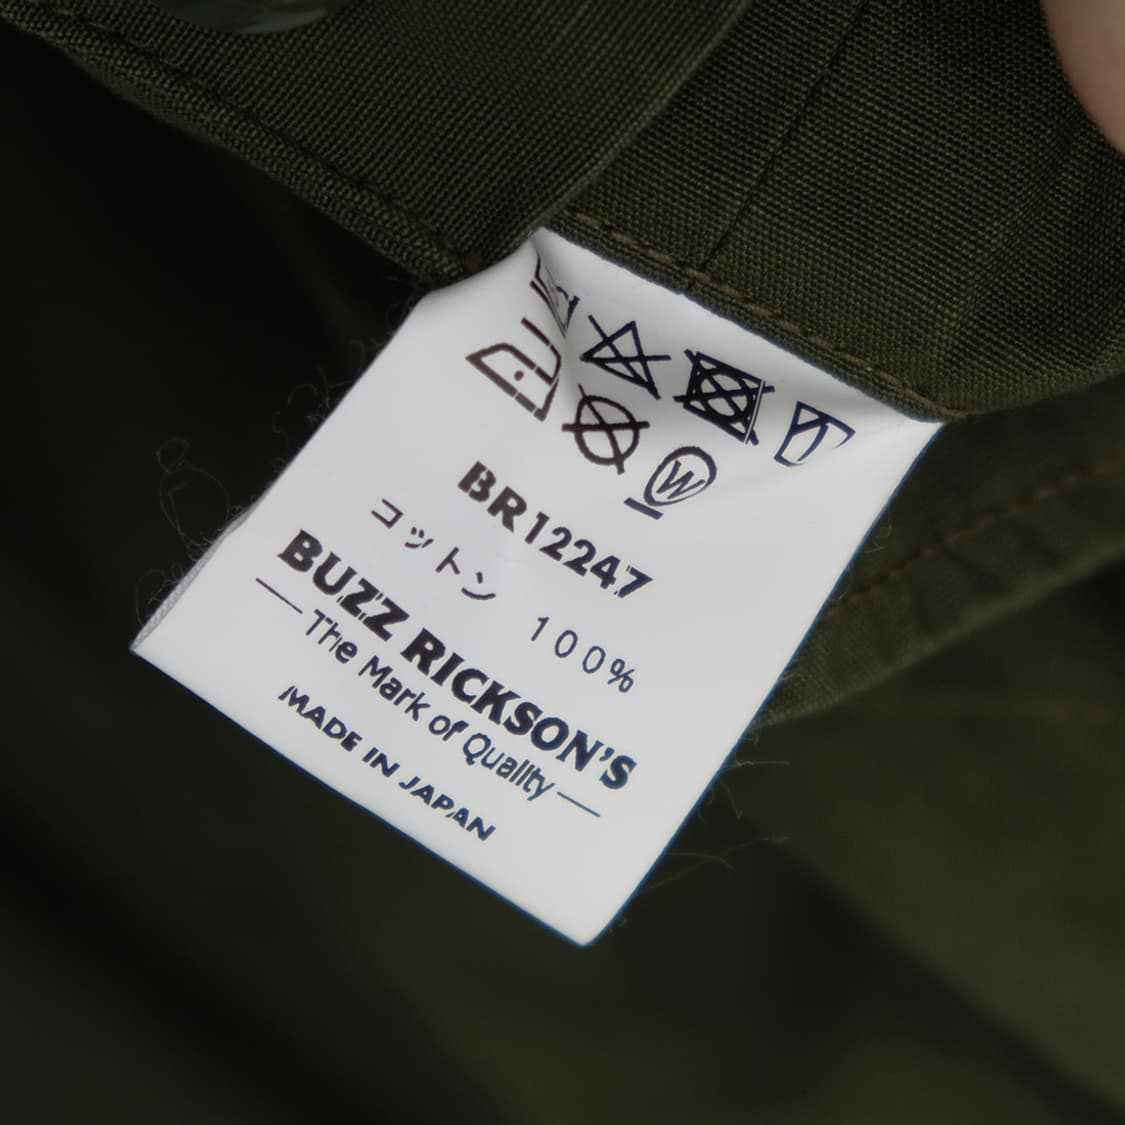 W
BR12247
コットン 100%
BUZZ RICKSON'S
The Mark of Quality
MADE IN JAPAN